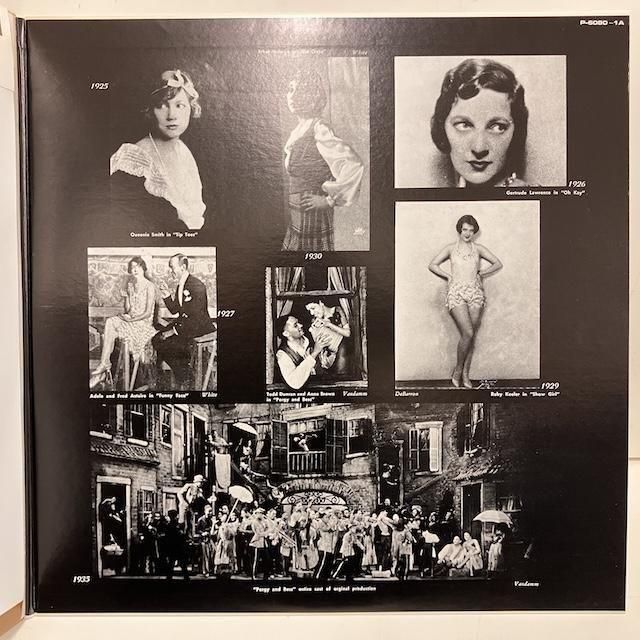 P-6080-1A
1925
White
1926
Gertrude Lawrence in "Oh Kay"
Queenie Smith in "Tip Toes"
1930
1927
Adele and Fred Astaire in "Funny Face" White
Todd Duncan and Anne Brown
in "Porgy and Bess" Vandamm
DeBarron
1929
Ruby Keeler in "Show Girl"
1935
"Porgy and Bess" entire cast of orginal production
Vandamm